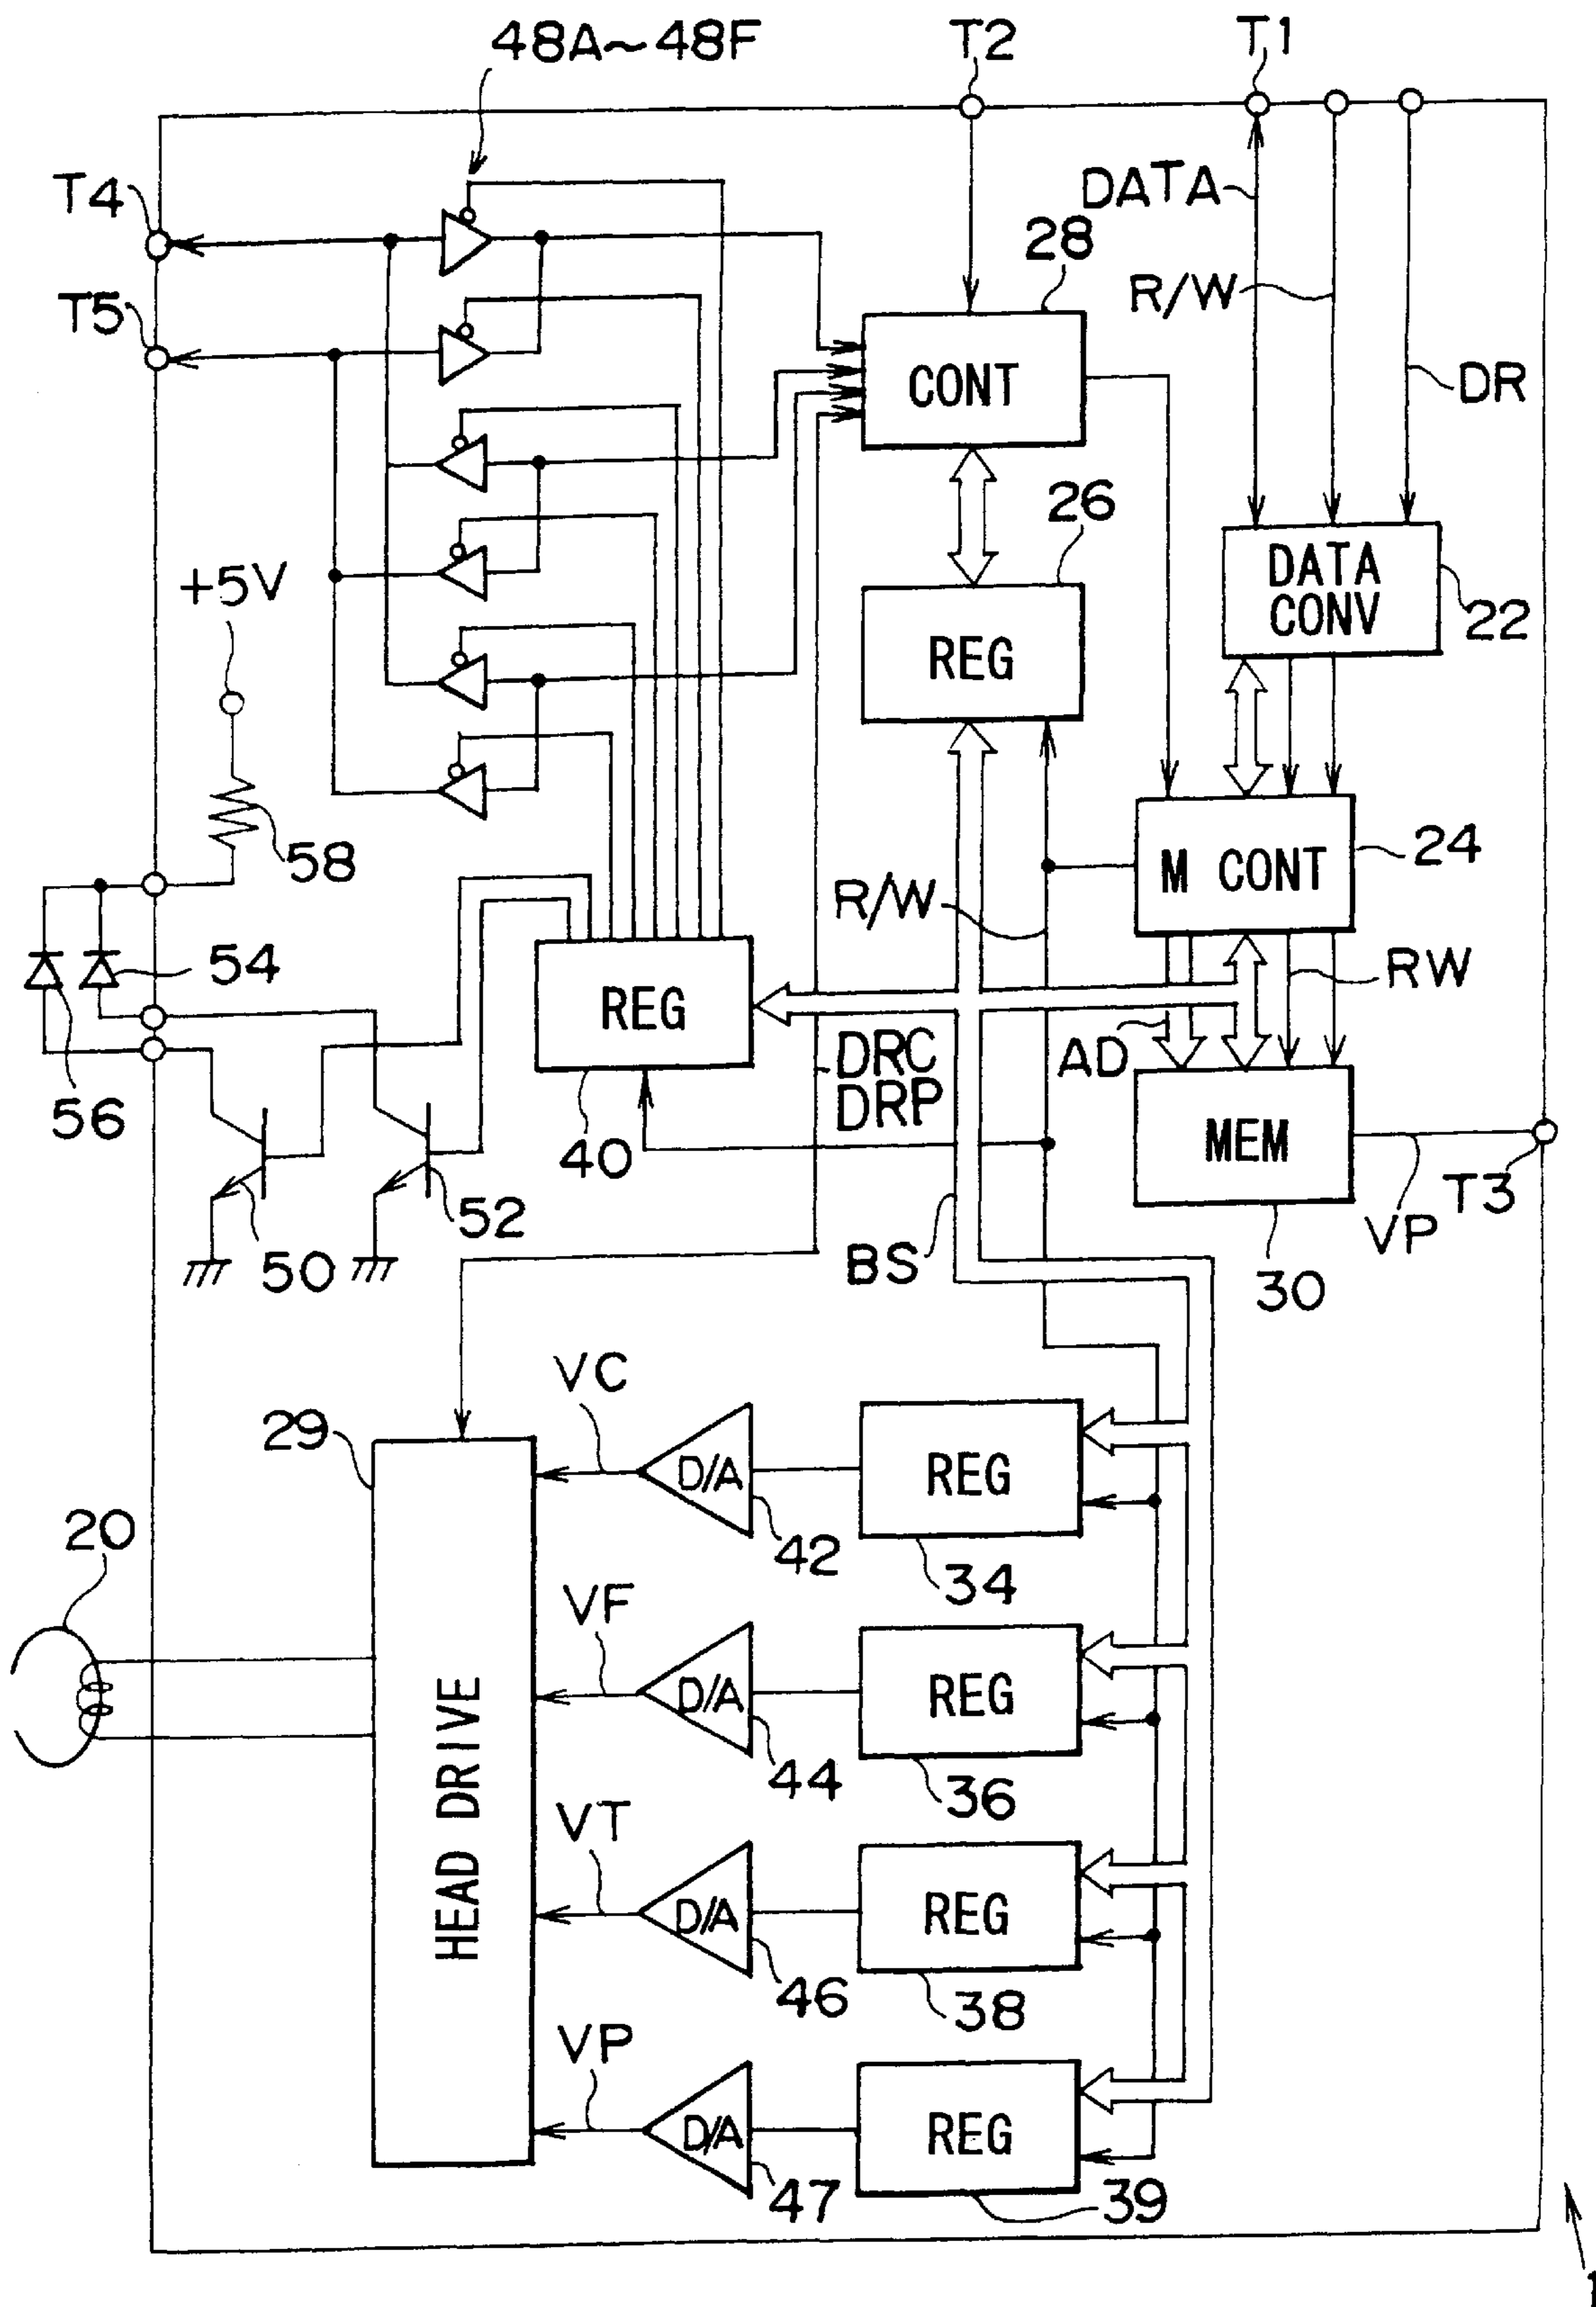 48A~48F
T2
T1
T4
DATA
28
R/W
T5
CONT
DR
26
+5V
DATA
CONV
22
REG
58
M CONT
24
R/W
54
RW
REG
DRC
DRP
AD
56
40
MEM
52
T3
50
BS
VP
30
VC
29
D/A
REG
42
20
34
VF
D/A
REG
44
36
HEAD DRIVE
VT
D/A
REG
46
38
VP
D/A
REG
47
39